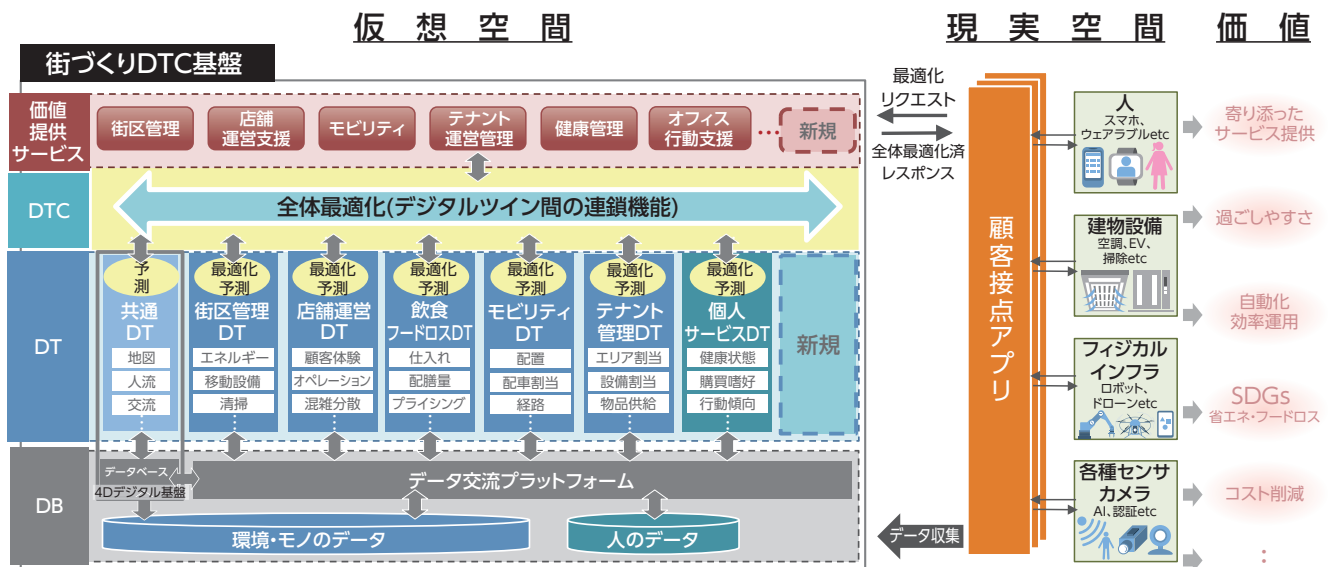 仮想空間
現実空間
価値
街づくりDTC基盤
価値
提供
サービス
街区管理
店舗
運営支援
モビリティ
テナント
運営管理
健康管理
オフィス
行動支援
…
新規
DTC
全体最適化(デジタルツイン間の連鎖機能)
DT
予
測
共通
DT
地図
人流
交流
⋮
最適化
予測
街区管理
DT
エネルギー
移動設備
清掃
⋮
最適化
予測
店舗運営
DT
顧客体験
オペレーション
混雑分散
⋮
最適化
予測
飲食
フードロスDT
仕入れ
配膳量
プライシング
⋮
最適化
予測
モビリティ
DT
配置
配車割当
経路
⋮
最適化
予測
テナント
管理DT
エリア割当
設備割当
物品供給
⋮
最適化
予測
個人
サービスDT
健康状態
購買嗜好
行動傾向
⋮
新規
DB
データベース
4Dデジタル基盤
データ交流プラットフォーム
環境・モノのデータ
人のデータ
最適化
リクエスト
全体最適化済
レスポンス
データ収集
顧客接点アプリ
人
スマホ、
ウェアラブルetc
建物設備
空調、EV、
掃除etc
フィジカル
インフラ
ロボット、
ドローンetc
各種センサ
カメラ
AI、認証etc
寄り添った
サービス提供
過ごしやすさ
自動化
効率運用
SDGs
省エネ・フードロス
コスト削減
：